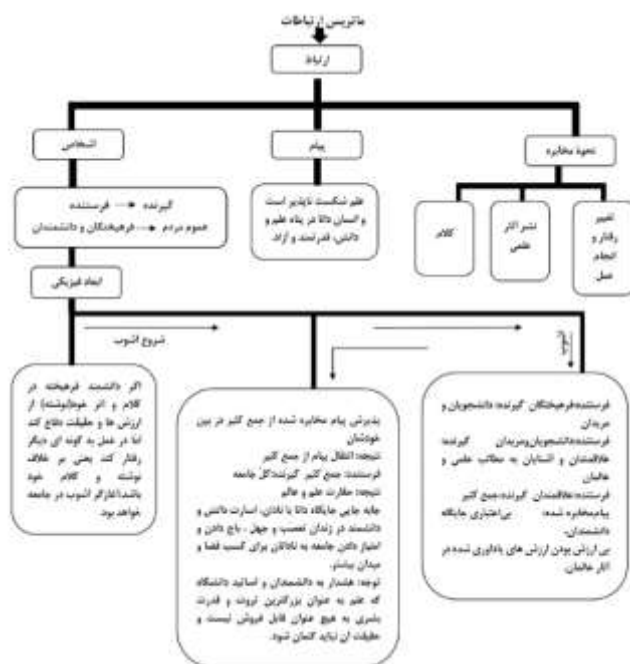 ماتریس ارتباطات
ارتباط
اشخاص
پیام
نحوه مخابره
گیرنده
فرستنده
عموم مردم
فرهیختگان و دانشمندان
علم شکست ناپذیر است
و انسان دانا در پناه علم و
دانش، قدرتمند و آزاد.
کلام
نشر آثار
علمی
تغییر
رفتار و
انجام
عمل
ابعاد فیزیکی
شروع آشوب
آشوب
اگر دانشمند فرهیخته در
کلام و اثر خود(نوشته) از
ارزش ها و حقیقت دفاع کند
اما در عمل به گونه ای دیگر
رفتار کند یعنی بر خلاف
نوشته و کلام خود
باشد؛آغازگر آشوب در جامعه
خواهد بود.
پذیرش پیام مخابره شده از جمع کثیر در بین
خودشان
نتیجه: انتقال پیام از جمع کثیر
فرستنده: جمع کثیر. گیرنده:کل جامعه
نتیجه: حقارت علم و عالم
جابه جایی جایگاه دانا با نادان، اسارت دانش و
دانشمند در زندان تعصب و جهل ، باج دادن و
امتیاز دادن جامعه به نادانان برای کسب فضا و
میدان بیشتر.
توجه: هشدار به دانشمندان و اساتید دانشگاه
که علم به عنوان بزرگترین ثروت و قدرت
بشری به هیچ عنوان قابل فروش نیست و
حقیقت آن نباید کتمان شود.
فرستنده:فرهیختگان گیرنده: دانشجویان و
مریدان
فرستنده:دانشجویان‌ومریدان گیرنده:
علاقمندان و آشنایان به مطالب علمی و
عالمان
فرستنده:علاقمندان. گیرنده:جمع کثیر
پیام‌مخابره شده: بی‌اعتباری جایگاه
دانشمندان.
بی ارزش بودن ارزش های یادآوری شده در
آثار عالمان.